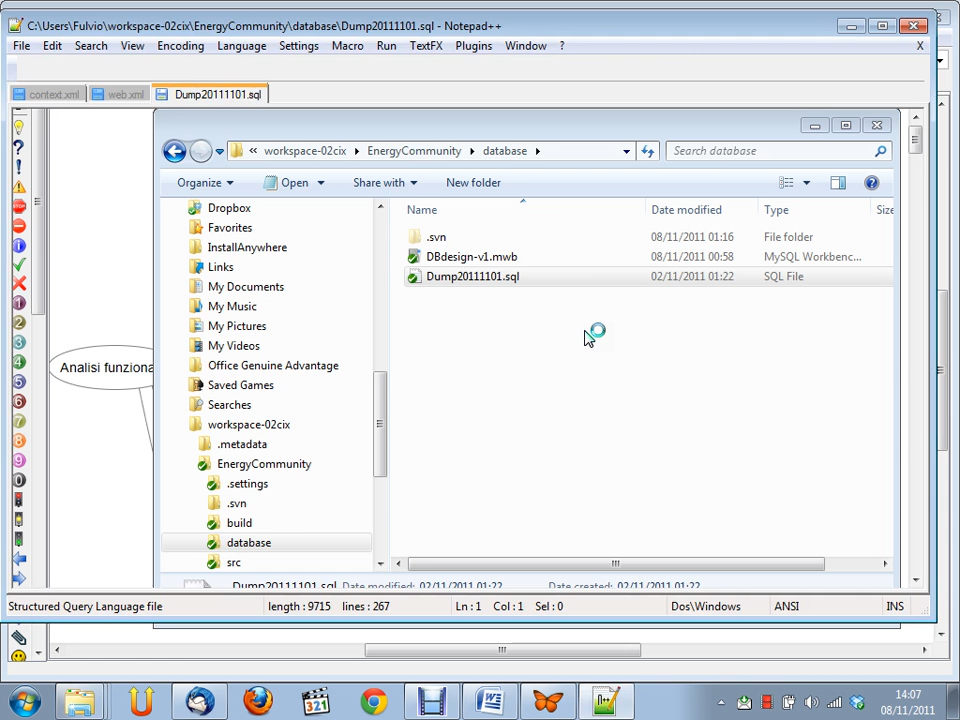 C:\Users\Fulvio\workspace-02cix\EnergyCommunity\database\Dump20111101.sql - Notepad++
File Edit Search View Encoding Language Settings Macro Run TextFX Plugins Window ? X
context.xml web.xml Dump20111101.sql
« workspace-02cix EnergyCommunity database Search database
Organize Open Share with New folder
Name Date modified Type Size
Dropbox
Favorites
InstallAnywhere
Links
My Documents
My Music
My Pictures
My Videos
Office Genuine Advantage
Saved Games
Searches
workspace-02cix
.metadata
EnergyCommunity
.settings
.svn
build
database
src
.svn 08/11/2011 01:16 File folder
DBdesign-v1.mwb 08/11/2011 00:58 MySQL Workbenc...
Dump20111101.sql 02/11/2011 01:22 SQL File
Analisi funziona
Dump20111101.sql Date modified: 02/11/2011 01:22 Date created: 02/11/2011 01:22
Structured Query Language file length : 9715 lines : 267 Ln : 1 Col : 1 Sel : 0 Dos\Windows ANSI INS
321
14:07
08/11/2011